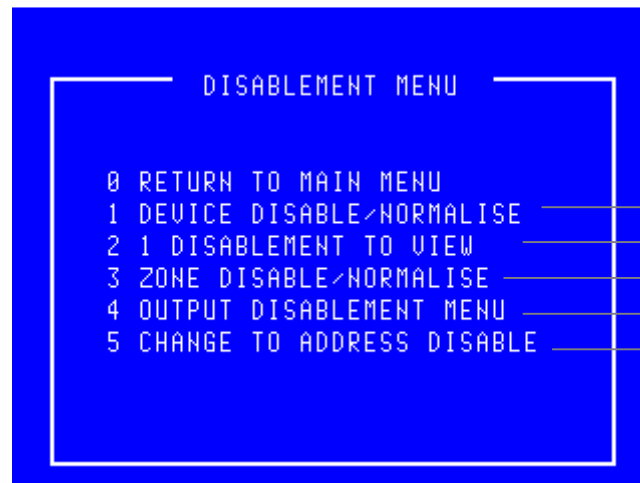 DISABLEMENT MENU
0 RETURN TO MAIN MENU
1 DEVICE DISABLE/NORMALISE
2 1 DISABLEMENT TO VIEW
3 ZONE DISABLE/NORMALISE
4 OUTPUT DISABLEMENT MENU
5 CHANGE TO ADDRESS DISABLE